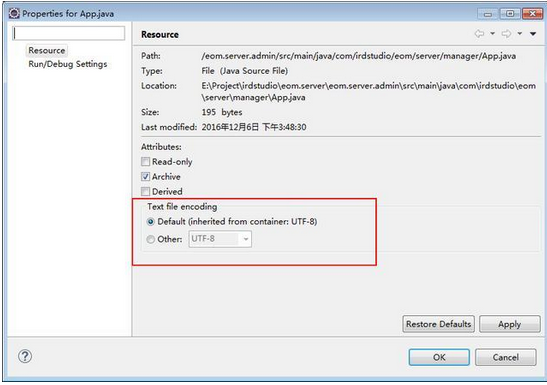 Properties for App.java
Resource
Run/Debug Settings
Resource
Path: /eom.server.admin/src/main/java/com/irdstudio/eom/server/manager/App.java
Type: File (Java Source File)
Location: E:\Project\irdstudio\eom.server\eom.server.admin\src\main\java\com\irdstudio\eom
\server\manager\App.java
Size: 195 bytes
Last modified: 2016年12月6日 下午3:48:30
Attributes:
Read-only
Archive
Derived
Text file encoding
Default (inherited from container: UTF-8)
Other: UTF-8
Restore Defaults Apply
? OK Cancel